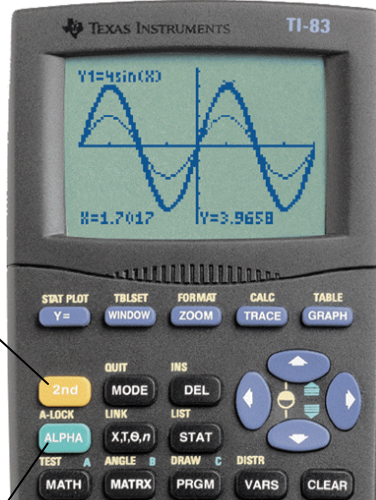 TEXAS INSTRUMENTS TI-83
Y1=4sin(X)
X=1.7017 Y=3.9658
STAT PLOT TBLSET FORMAT CALC TABLE
Y= WINDOW ZOOM TRACE GRAPH
QUIT INS
2nd MODE DEL
A-LOCK LINK LIST
ALPHA X,T,Θ,n STAT
TEST A ANGLE B DRAW C DISTR
MATH MATRX PRGM VARS CLEAR